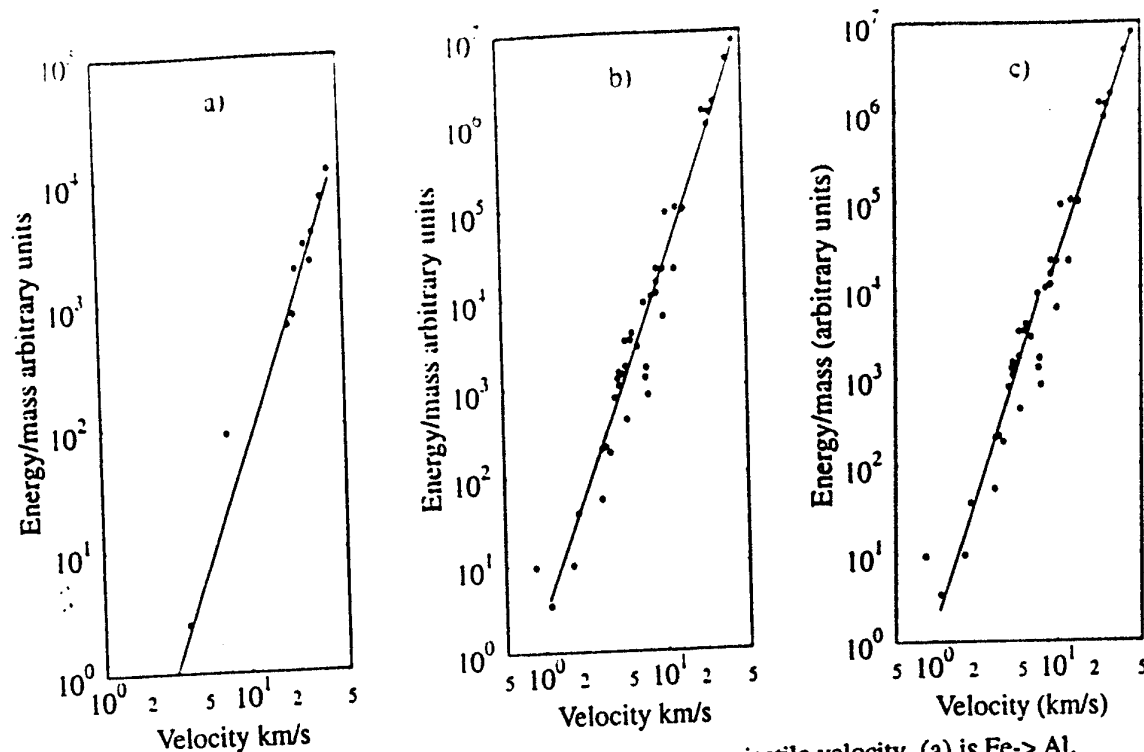 a)
10⁵
10⁴
10³
10²
10¹
10⁰
Energy/mass arbitrary units
10⁰ 2 5 10¹ 2 5
Velocity km/s
b)
10⁷
10⁶
10⁵
10⁴
10³
10²
10¹
10⁰
Energy/mass arbitrary units
5 10⁰ 2 5 10¹ 2 5
Velocity km/s
c)
10⁷
10⁶
10⁵
10⁴
10³
10²
10¹
10⁰
Energy/mass (arbitrary units)
5 10⁰ 2 5 10¹ 2 5
Velocity (km/s)
velocity. (a) is Fe-> Al.